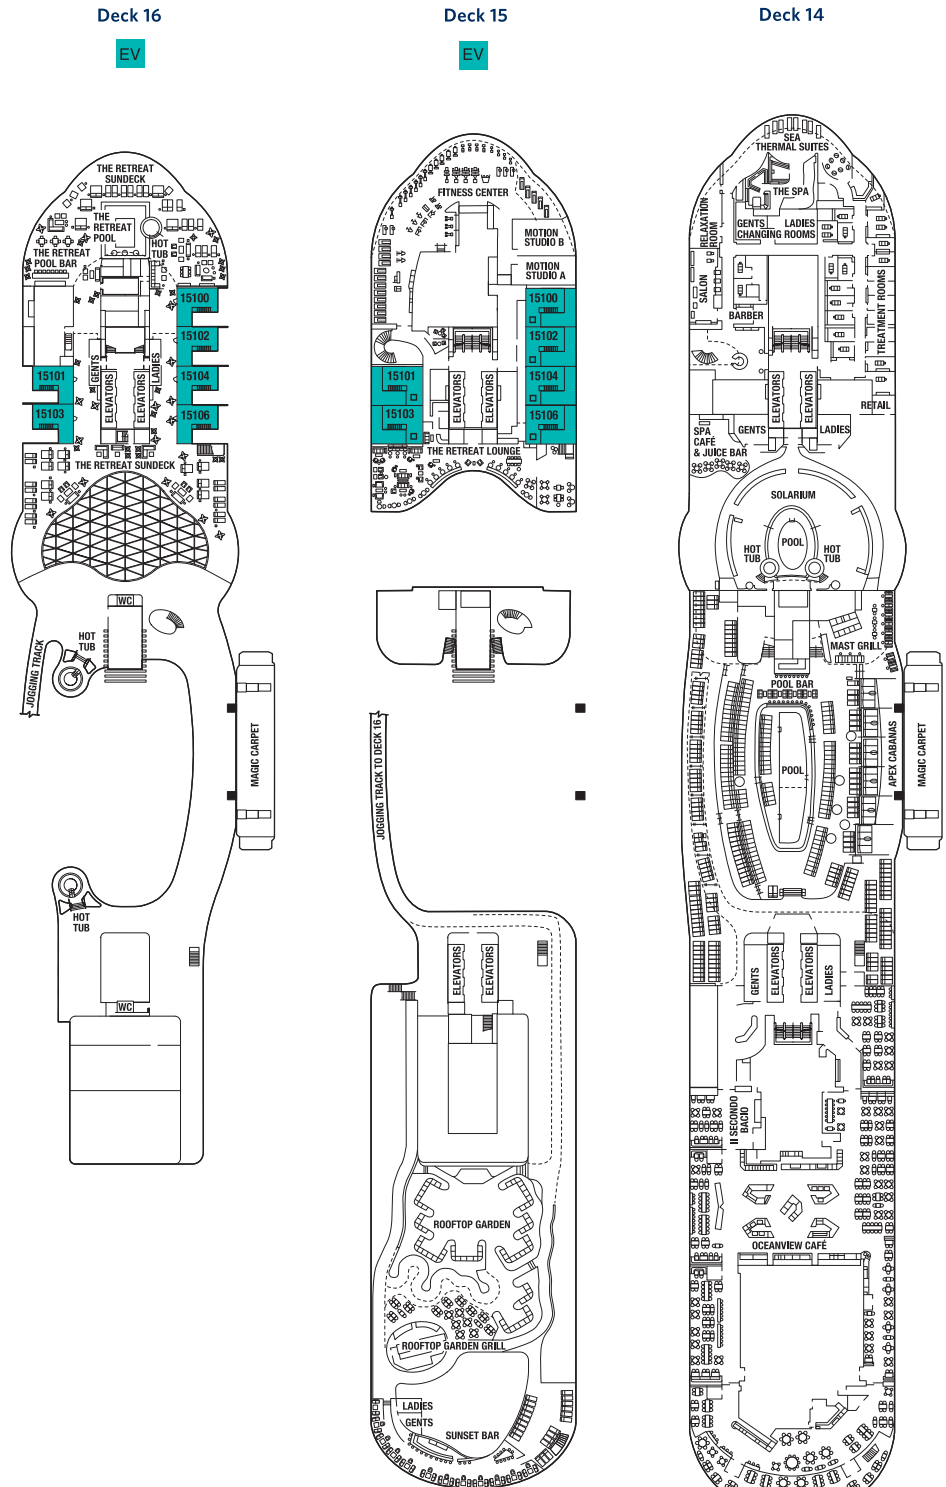 Deck 16
EV
THE RETREAT
SUNDECK
THE
RETREAT
POOL
HOT
TUB
THE RETREAT
POOL BAR
15100
15102
GENTS
LADIES
15101
15104
ELEVATORS
ELEVATORS
15103
15106
THE RETREAT SUNDECK
WC
HOT
TUB
JOGGING TRACK
MAGIC CARPET
HOT
TUB
WC
Deck 15
EV
FITNESS CENTER
MOTION
STUDIO B
MOTION
STUDIO A
15100
15102
15101
15104
ELEVATORS
ELEVATORS
15103
15106
THE RETREAT LOUNGE
JOGGING TRACK TO DECK 16
ELEVATORS
ELEVATORS
ROOFTOP GARDEN
ROOFTOP GARDEN GRILL
LADIES
GENTS
SUNSET BAR
Deck 14
SEA
THERMAL SUITES
THE SPA
RELAXATION
ROOM
GENTS
LADIES
CHANGING ROOMS
SALON
BARBER
TREATMENT ROOMS
ELEVATORS
ELEVATORS
RETAIL
SPA
CAFÉ
& JUICE BAR
GENTS
LADIES
SOLARIUM
POOL
HOT
TUB
HOT
TUB
MAST GRILL
POOL BAR
POOL
APEX CABANAS
MAGIC CARPET
GENTS
ELEVATORS
ELEVATORS
LADIES
Il SECONDO
BACIO
OCEANVIEW CAFÉ